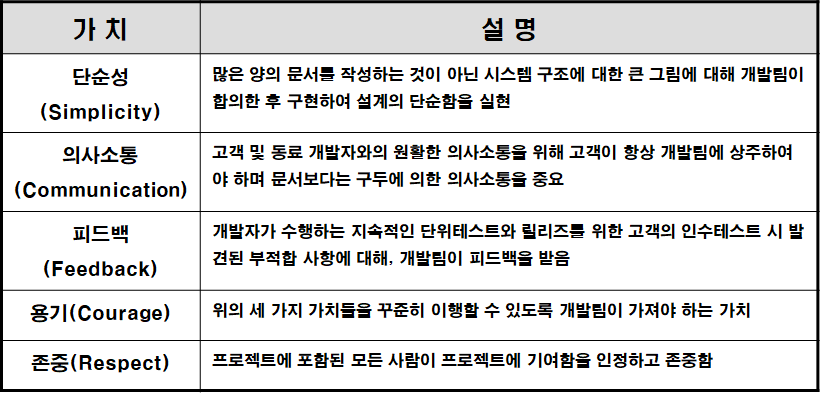 가 치
설 명
단순성
(Simplicity)
많은 양의 문서를 작성하는 것이 아닌 시스템 구조에 대한 큰 그림에 대해 개발팀이
합의한 후 구현하여 설계의 단순함을 실현
의사소통
(Communication)
고객 및 동료 개발자와의 원활한 의사소통을 위해 고객이 항상 개발팀에 상주하여
야 하며 문서보다는 구두에 의한 의사소통을 중요
피드백
(Feedback)
개발자가 수행하는 지속적인 단위테스트와 릴리즈를 위한 고객의 인수테스트 시 발
견된 부적합 사항에 대해, 개발팀이 피드백을 받음
용기(Courage)
위의 세 가지 가치들을 꾸준히 이행할 수 있도록 개발팀이 가져야 하는 가치
존중(Respect)
프로젝트에 포함된 모든 사람이 프로젝트에 기여함을 인정하고 존중함